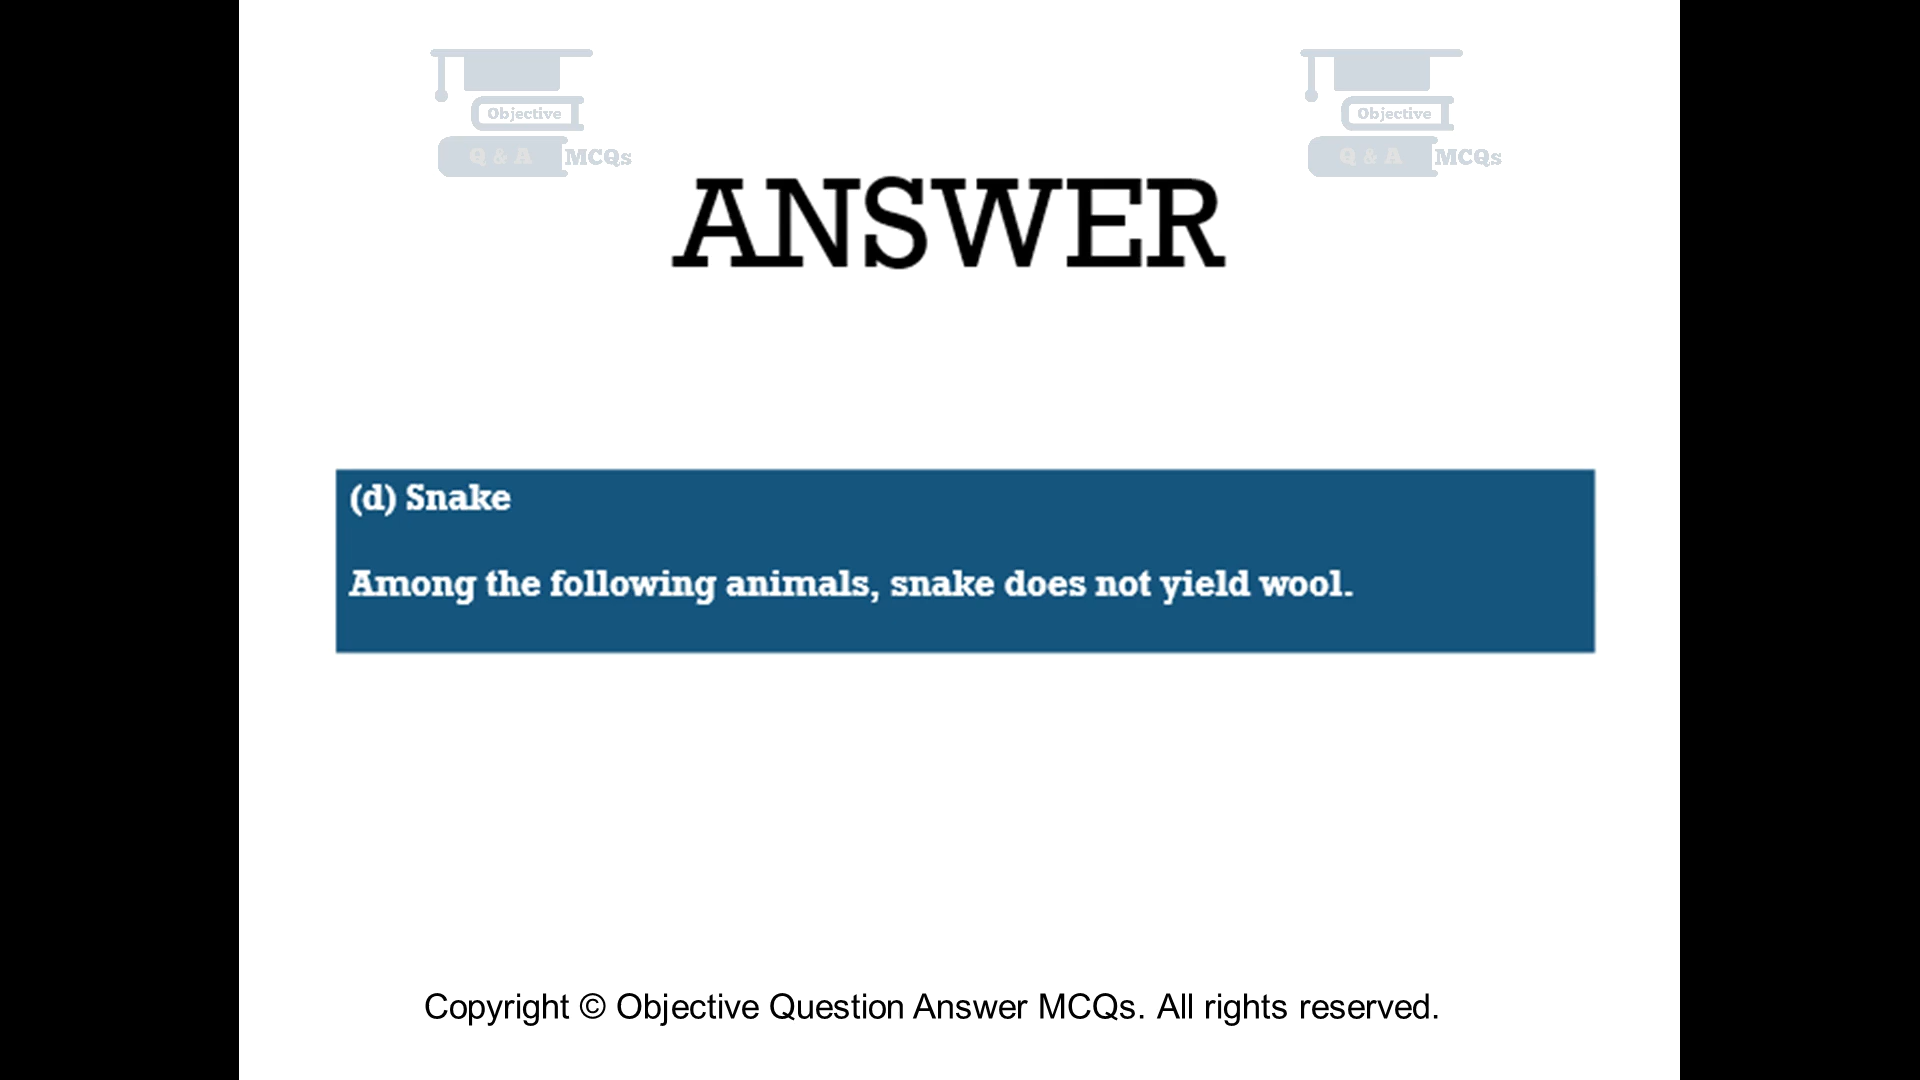 Objective
Q & A MCQs
Objective
Q & A MCQs
ANSWER
(d) Snake
Among the following animals, snake does not yield wool.
Copyright © Objective Question Answer MCQs. All rights reserved.